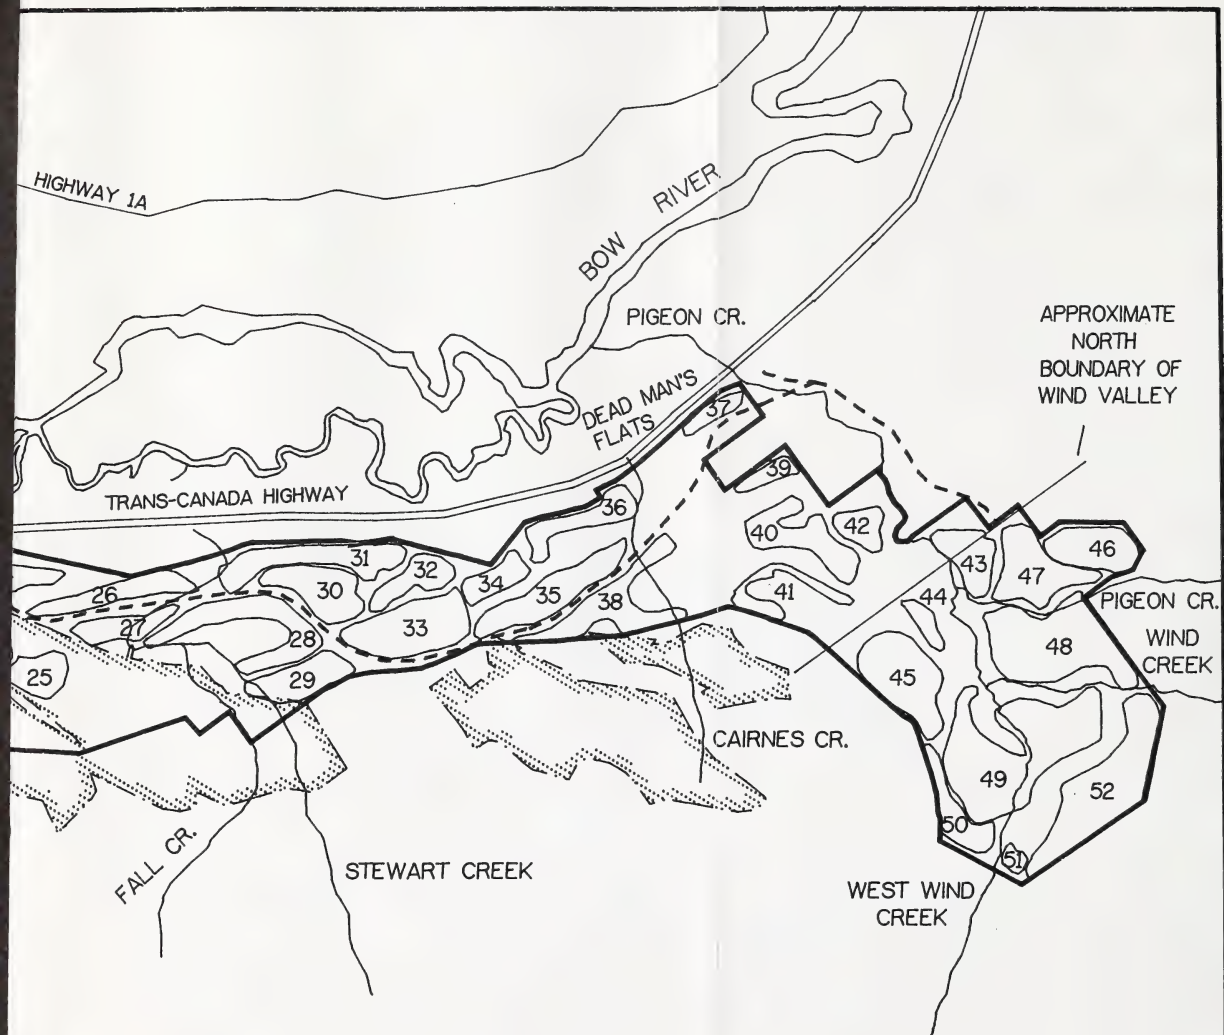 HIGHWAY 1A
BOW RIVER
PIGEON CR.
APPROXIMATE
NORTH
BOUNDARY OF
WIND VALLEY
DEAD MAN'S
FLATS
TRANS-CANADA HIGHWAY
37
39
36
40
42
31
32
34
30
26
35
38
41
43
47
46
44
PIGEON CR.
27
28
33
48
WIND
CREEK
25
29
45
CAIRNES CR.
49
52
50
51
FALL CR.
STEWART CREEK
WEST WIND
CREEK